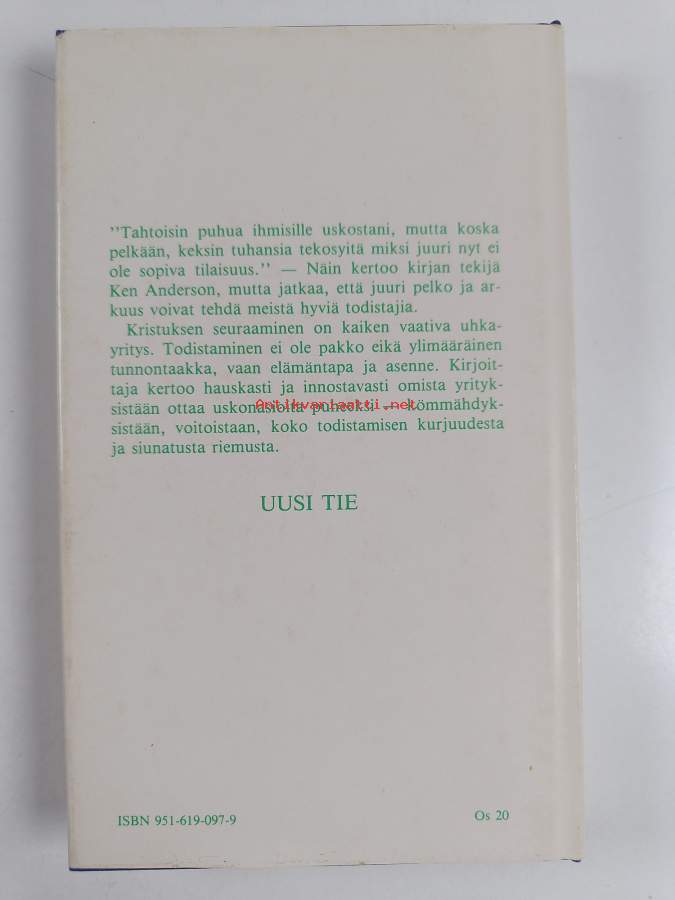 "Tahtoisin puhua ihmisille uskostani, mutta koska
pelkään, keksin tuhansia tekosyitä miksi juuri nyt ei
ole sopiva tilaisuus." — Näin kertoo kirjan tekijä
Ken Anderson, mutta jatkaa, että juuri pelko ja ar-
kuus voivat tehdä meistä hyviä todistajia.
Kristuksen seuraaminen on kaiken vaativa uhka-
yritys. Todistaminen ei ole pakko eikä ylimääräinen
tunnontaakka, vaan elämäntapa ja asenne. Kirjoit-
taja kertoo hauskasti ja innostavasti omista yrityk-
sistään ottaa uskonasioita puheeksi — kömmähdyk-
Antikvariaatti.net
sistään, voitoistaan, koko todistamisen kurjuudesta
ja siunatusta riemusta.
UUSI TIE
ISBN 951-619-097-9
Os 20